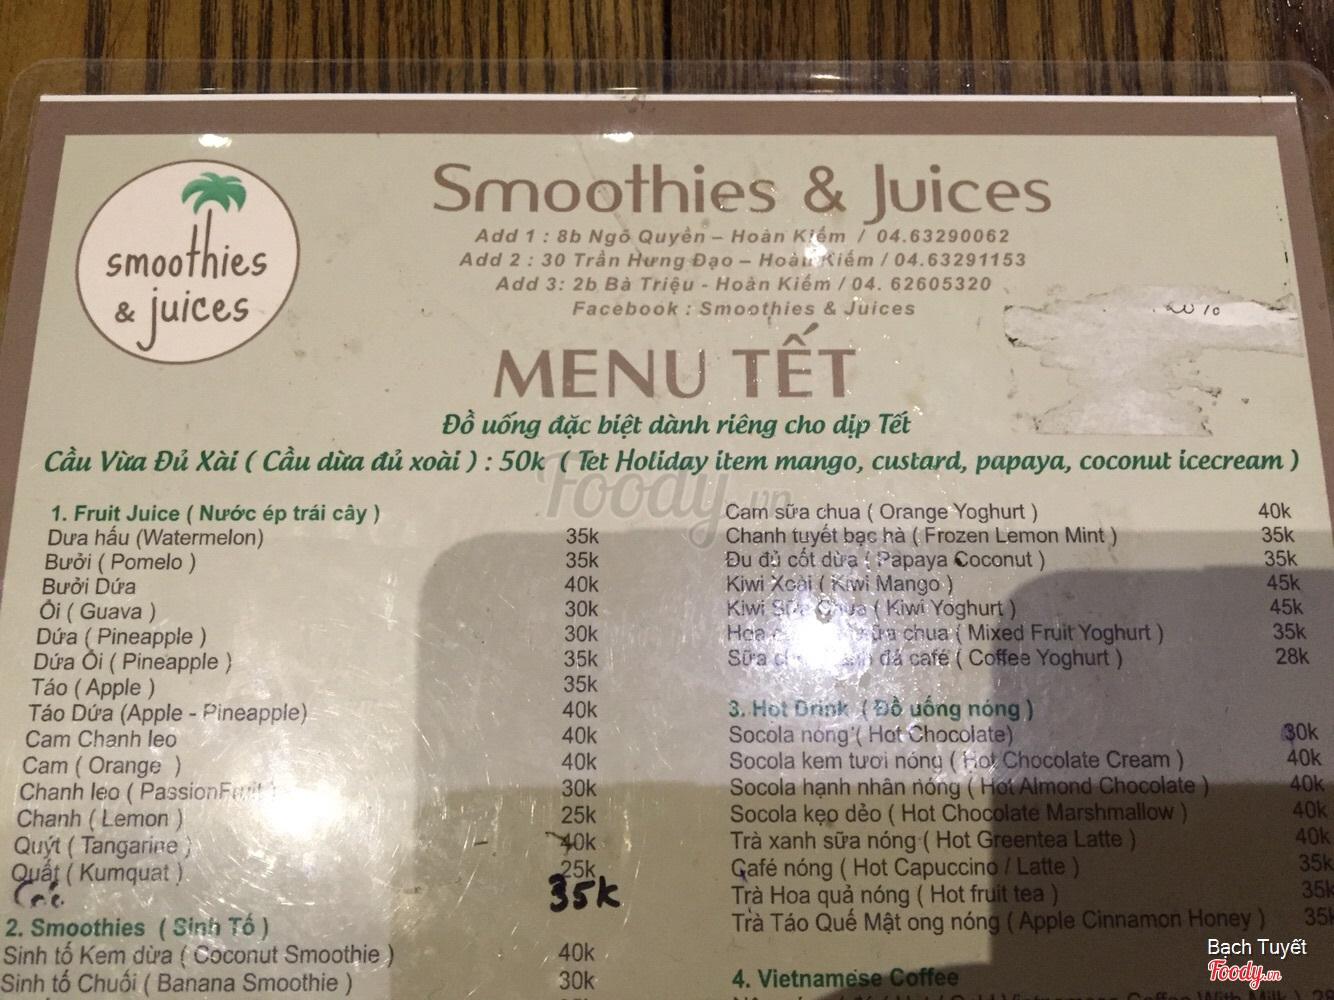 smoothies
& juices
Smoothies & Juices
Add 1 : 8b Ngô Quyền – Hoàn Kiếm / 04.63290062
Add 2 : 30 Trần Hưng Đạo – Hoàn Kiếm / 04.63291153
Add 3: 2b Bà Triệu - Hoàn Kiếm / 04. 62605320
Facebook : Smoothies & Juices
MENU TẾT
Đồ uống đặc biệt dành riêng cho dịp Tết
Cầu Vừa Đủ Xài ( Cầu dừa đủ xoài ) : 50k ( Tet Holiday item mango, custard, papaya, coconut icecream )
Foody.vn
1. Fruit Juice ( Nước ép trái cây )
Dưa hấu (Watermelon) 35k
Bưởi ( Pomelo ) 35k
Bưởi Dứa 40k
Ổi ( Guava ) 30k
Dứa ( Pineapple ) 30k
Dứa Ổi ( Pineapple ) 35k
Táo ( Apple ) 35k
Táo Dứa (Apple - Pineapple) 40k
Cam Chanh leo 40k
Cam ( Orange ) 40k
Chanh leo ( PassionFruit ) 30k
Chanh ( Lemon ) 25k
Quýt ( Tangarine ) 40k
Quất ( Kumquat ) 25k
35k
2. Smoothies ( Sinh Tố )
Sinh tố Kem dừa ( Coconut Smoothie ) 40k
Sinh tố Chuối ( Banana Smoothie ) 30k
Cam sữa chua ( Orange Yoghurt ) 40k
Chanh tuyết bạc hà ( Frozen Lemon Mint ) 35k
Đu đủ cốt dừa ( Papaya Coconut ) 35k
Kiwi Xoài ( Kiwi Mango ) 45k
Kiwi Sữa Chua ( Kiwi Yoghurt ) 45k
Hoa sữa chua ( Mixed Fruit Yoghurt ) 35k
Sữa đá café ( Coffee Yoghurt ) 28k
3. Hot Drink ( Đồ uống nóng )
Socola nóng ( Hot Chocolate) 30k
Socola kem tươi nóng ( Hot Chocolate Cream ) 40k
Socola hạnh nhân nóng ( Hot Almond Chocolate ) 40k
Socola kẹo dẻo ( Hot Chocolate Marshmallow ) 40k
Trà xanh sữa nóng ( Hot Greentea Latte ) 40k
Café nóng ( Hot Capuccino / Latte ) 35k
Trà Hoa quả nóng ( Hot fruit tea ) 35k
Trà Táo Quế Mật ong nóng ( Apple Cinnamon Honey ) 35k
4. Vietnamese Coffee
Bạch Tuyết
Foody.vn